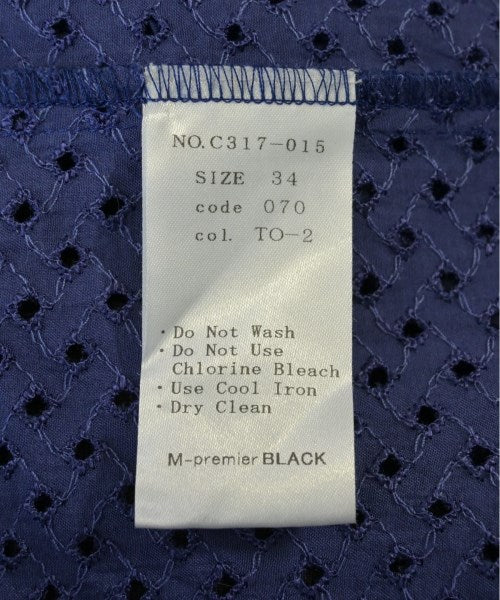 NO.C317-015
SIZE 34
code 070
col. TO-2
・Do Not Wash
・Do Not Use
Chlorine Bleach
・Use Cool Iron
・Dry Clean
M-premier BLACK